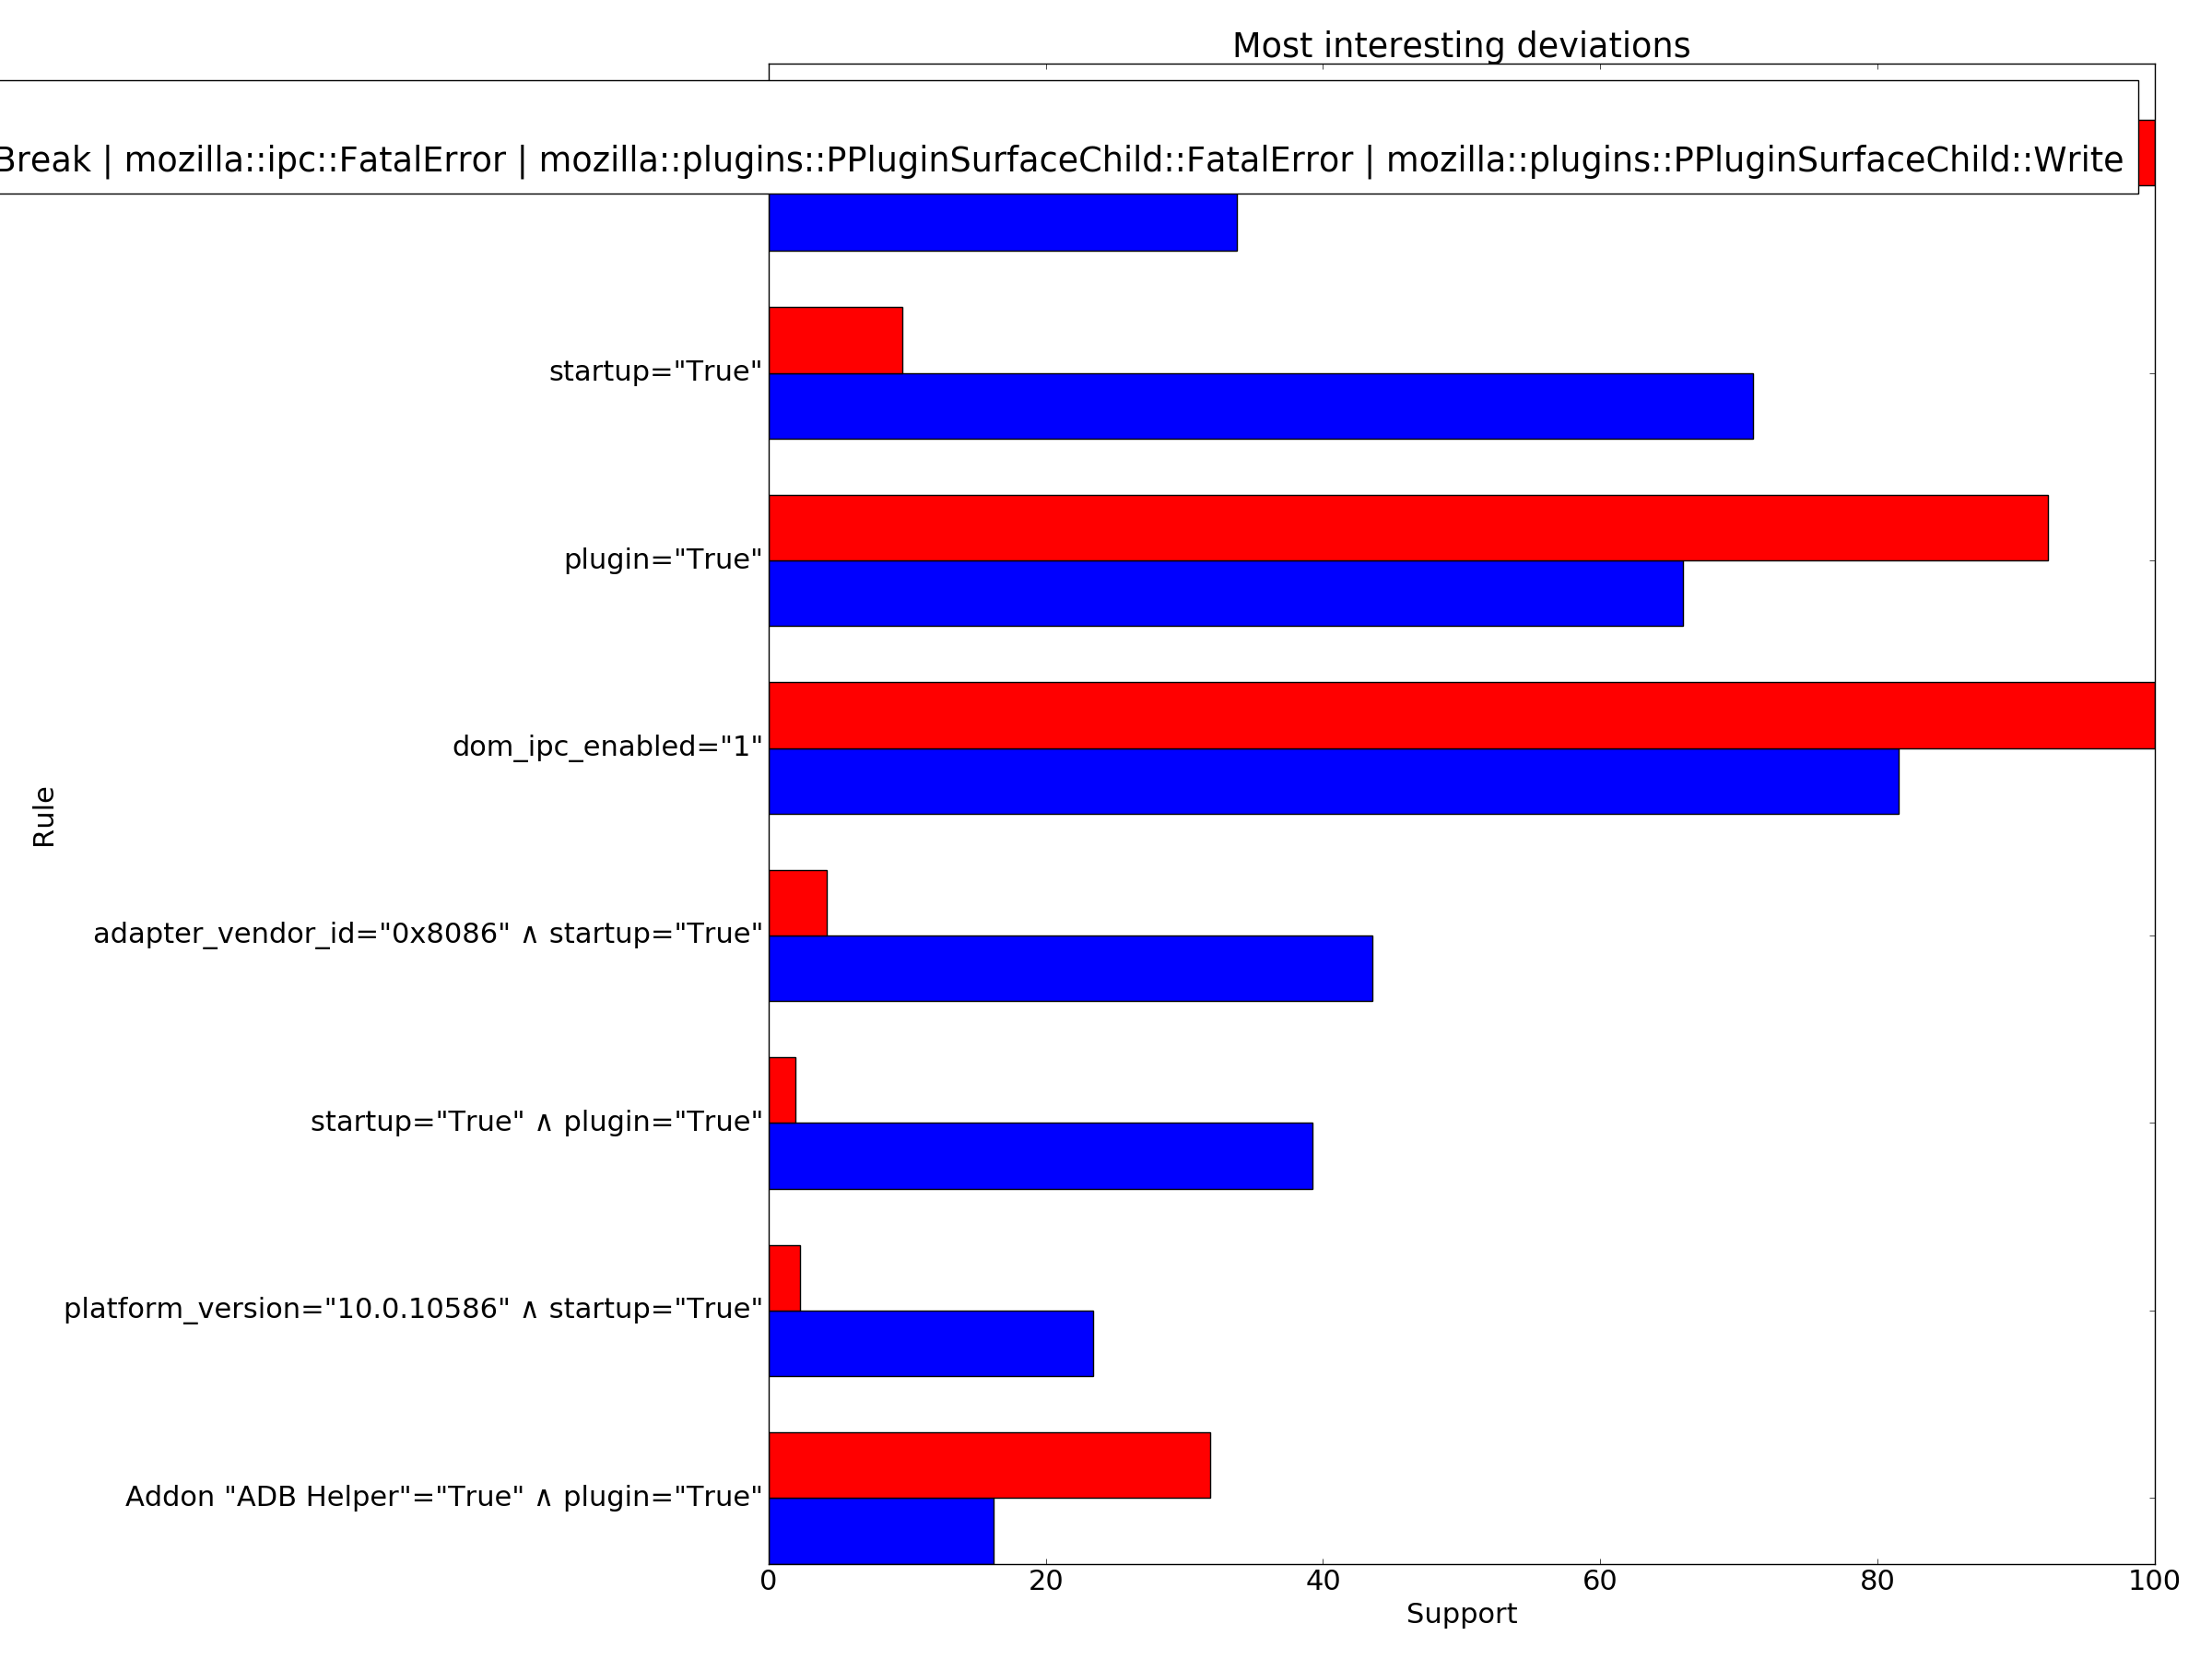 Most interesting deviations
Break | mozilla::ipc::FatalError | mozilla::plugins::PPluginSurfaceChild::FatalError | mozilla::plugins::PPluginSurfaceChild::Write
startup="True"
plugin="True"
dom_ipc_enabled="1"
Rule
adapter_vendor_id="0x8086" ∧ startup="True"
startup="True" ∧ plugin="True"
platform_version="10.0.10586" ∧ startup="True"
Addon "ADB Helper"="True" ∧ plugin="True"
0 20 40 60 80 100
Support